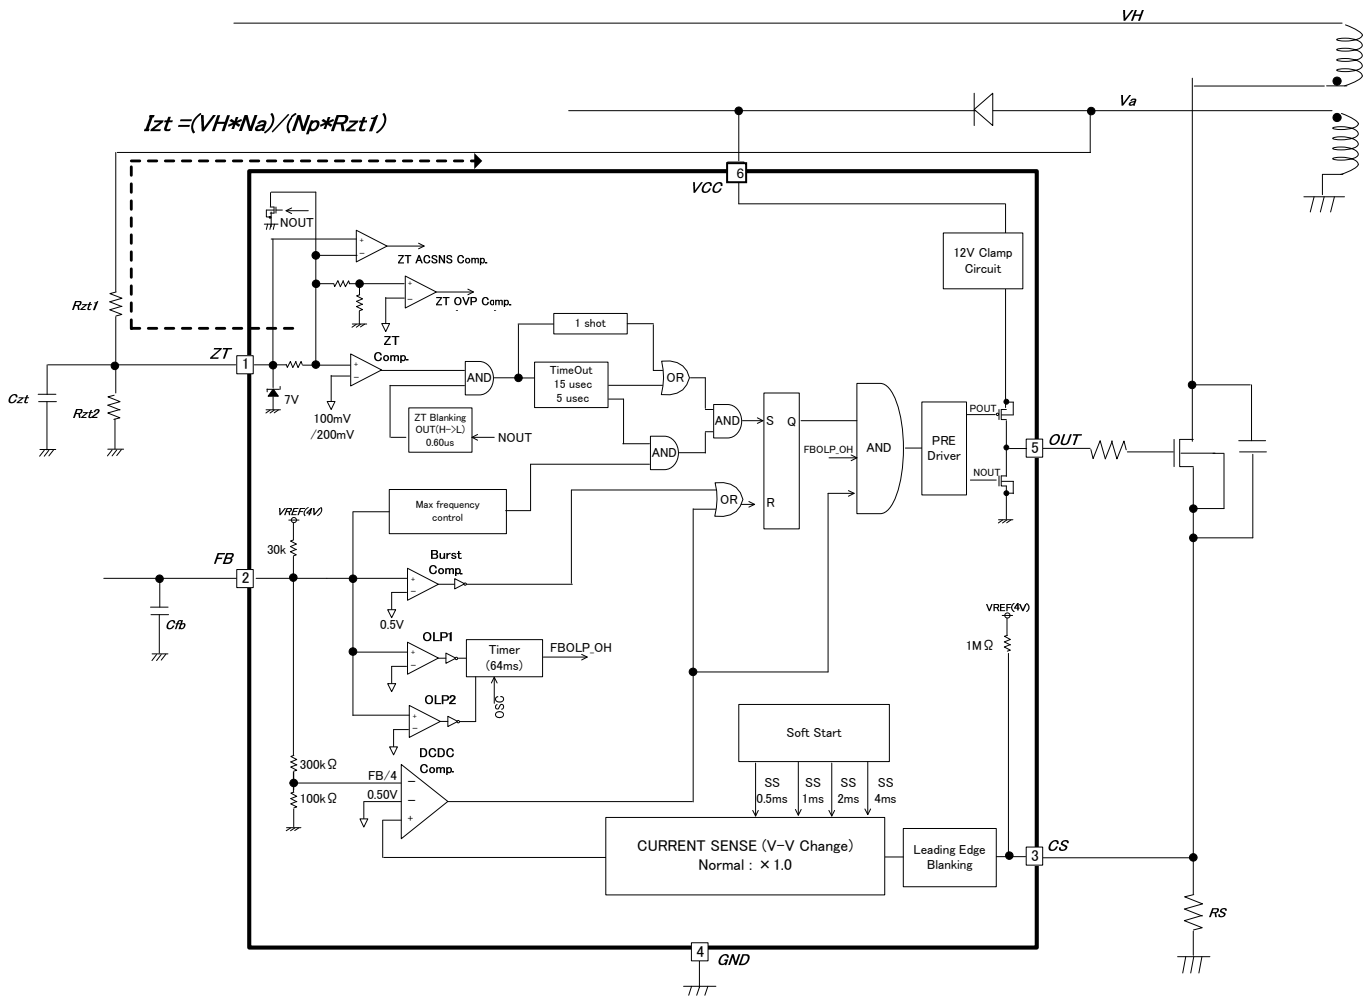 VH
Va
Izt =(VH*Na)/(Np*Rzt1)
6
VCC
NOUT
ZT ACSNS Comp.
12V Clamp
Circuit
ZT OVP Comp.
Rzt1
ZT
Comp.
1 shot
ZT
1
7V
AND
TimeOut
15 usec
5 usec
OR
Czt
Rzt2
100mV
/200mV
ZT Blanking
OUT(H->L)
0.60us
NOUT
AND
S
Q
POUT
PRE
Driver
AND
FBOLP_OH
AND
5
OUT
NOUT
Max frequency
control
OR
R
VREF(4V)
30k
FB
2
Burst
Comp.
0.5V
Cfb
VREF(4V)
1MΩ
OLP1
Timer
(64ms)
FBOLP_OH
OLP2
OSC
Soft Start
DCDC
Comp.
300kΩ
FB/4
100kΩ
0.50V
−
−
+
SS
0.5ms
SS
1ms
SS
2ms
SS
4ms
CURRENT SENSE (V-V Change)
Normal : ×1.0
Leading Edge
Blanking
3
CS
RS
4
GND